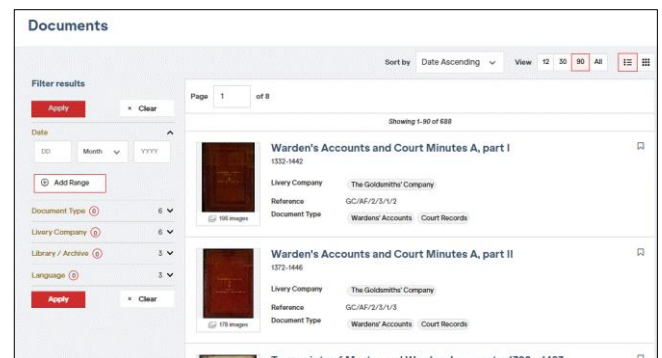 Documents
Sort by Date Ascending View 12 30 90 All
Filter results
Apply × Clear
Page 1 of 8
Showing 1-90 of 688
Date
DD Month YYYY
Add Range
Document Type 0 6
Livery Company 0 6
Library / Archive 0 3
Language 0 3
Apply × Clear
Warden's Accounts and Court Minutes A, part I
1332-1442
Livery Company The Goldsmiths' Company
Reference GC/AF/2/3/1/2
Document Type Wardens' Accounts Court Records
196 images
Warden's Accounts and Court Minutes A, part II
1372-1446
Livery Company The Goldsmiths' Company
Reference GC/AF/2/3/1/3
Document Type Wardens' Accounts Court Records
178 images